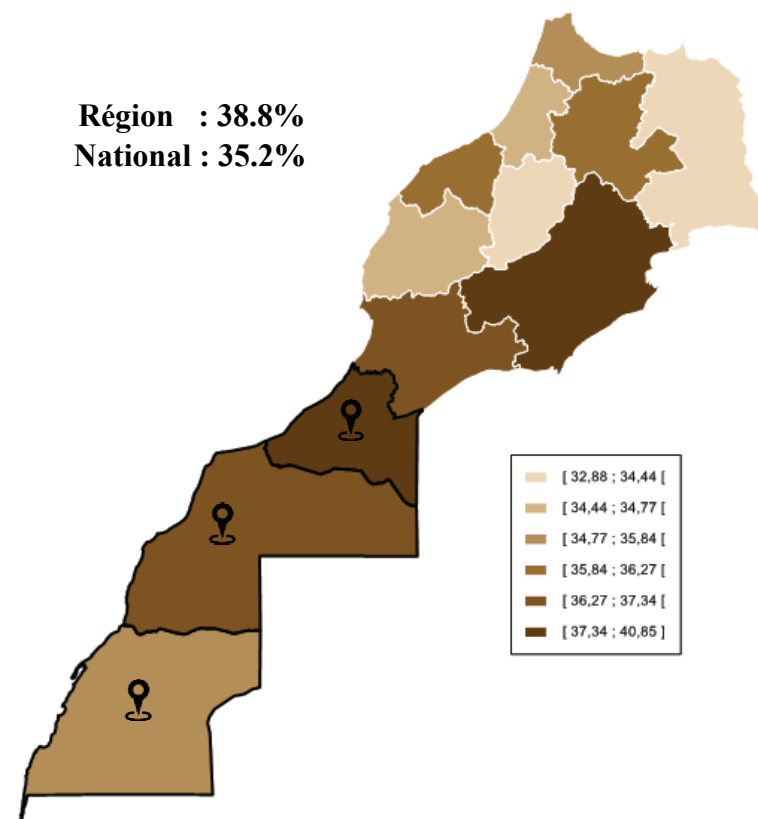 Région : 38.8%
National : 35.2%
[ 32,88 ; 34,44 [
[ 34,44 ; 34,77 [
[ 34,77 ; 35,84 [
[ 35,84 ; 36,27 [
[ 36,27 ; 37,34 [
[ 37,34 ; 40,85 ]